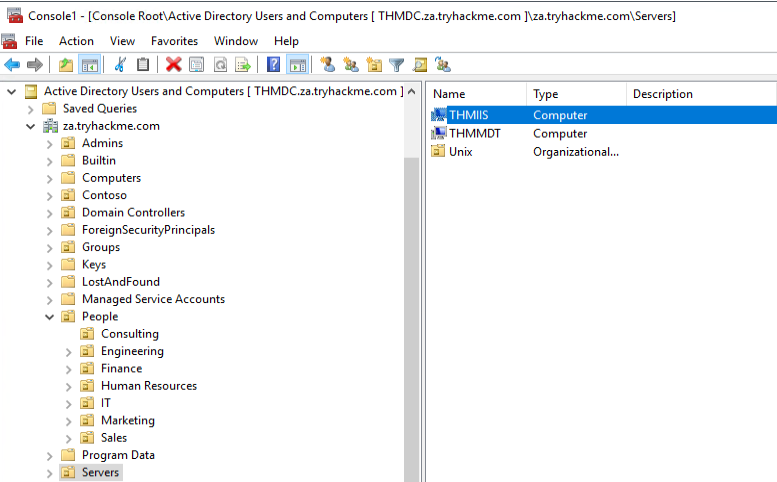 Console1 - [Console Root\Active Directory Users and Computers [ THMDC.za.tryhackme.com ]\za.tryhackme.com\Servers]
File Action View Favorites Window Help
Active Directory Users and Computers [ THMDC.za.tryhackme.com ]
Saved Queries
za.tryhackme.com
Admins
Builtin
Computers
Contoso
Domain Controllers
ForeignSecurityPrincipals
Groups
Keys
LostAndFound
Managed Service Accounts
People
Consulting
Engineering
Finance
Human Resources
IT
Marketing
Sales
Program Data
Servers
Name Type Description
THMIIS Computer
THMMDT Computer
Unix Organizational...